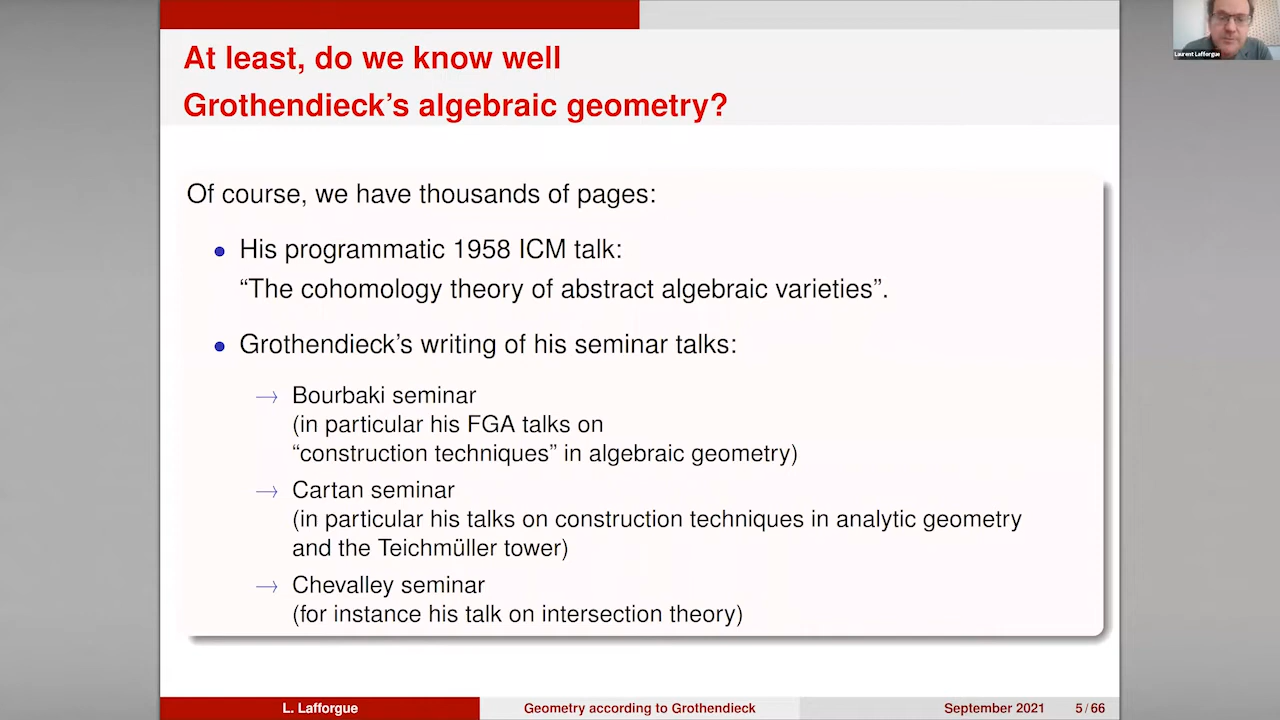 Laurent Lafforgue
At least, do we know well
Grothendieck's algebraic geometry?
Of course, we have thousands of pages:
• His programmatic 1958 ICM talk:
“The cohomology theory of abstract algebraic varieties”.
• Grothendieck's writing of his seminar talks:
→ Bourbaki seminar
(in particular his FGA talks on
“construction techniques” in algebraic geometry)
→ Cartan seminar
(in particular his talks on construction techniques in analytic geometry
and the Teichmüller tower)
→ Chevalley seminar
(for instance his talk on intersection theory)
L. Lafforgue
Geometry according to Grothendieck
September 2021
5 / 66